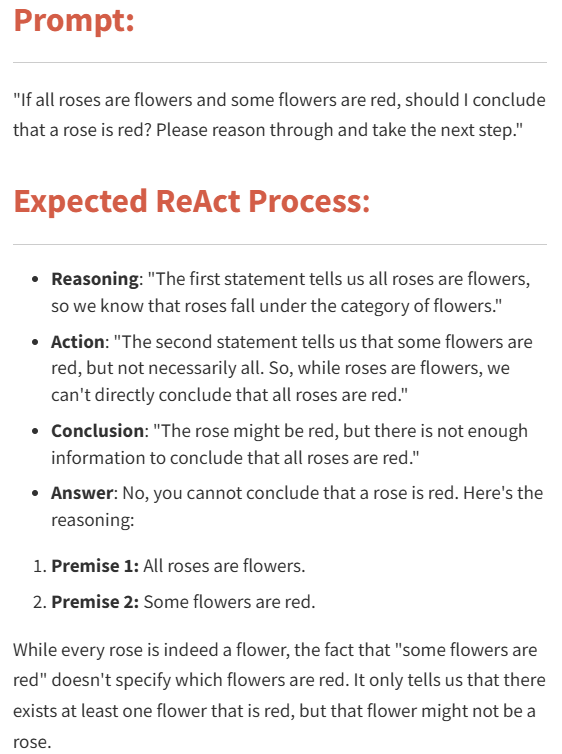 Prompt:
"If all roses are flowers and some flowers are red, should I conclude
that a rose is red? Please reason through and take the next step."
Expected ReAct Process:
• Reasoning: "The first statement tells us all roses are flowers,
so we know that roses fall under the category of flowers."
• Action: "The second statement tells us that some flowers are
red, but not necessarily all. So, while roses are flowers, we
can't directly conclude that all roses are red."
• Conclusion: "The rose might be red, but there is not enough
information to conclude that all roses are red."
• Answer: No, you cannot conclude that a rose is red. Here's the
reasoning:
1. Premise 1: All roses are flowers.
2. Premise 2: Some flowers are red.
While every rose is indeed a flower, the fact that "some flowers are
red" doesn't specify which flowers are red. It only tells us that there
exists at least one flower that is red, but that flower might not be a
rose.